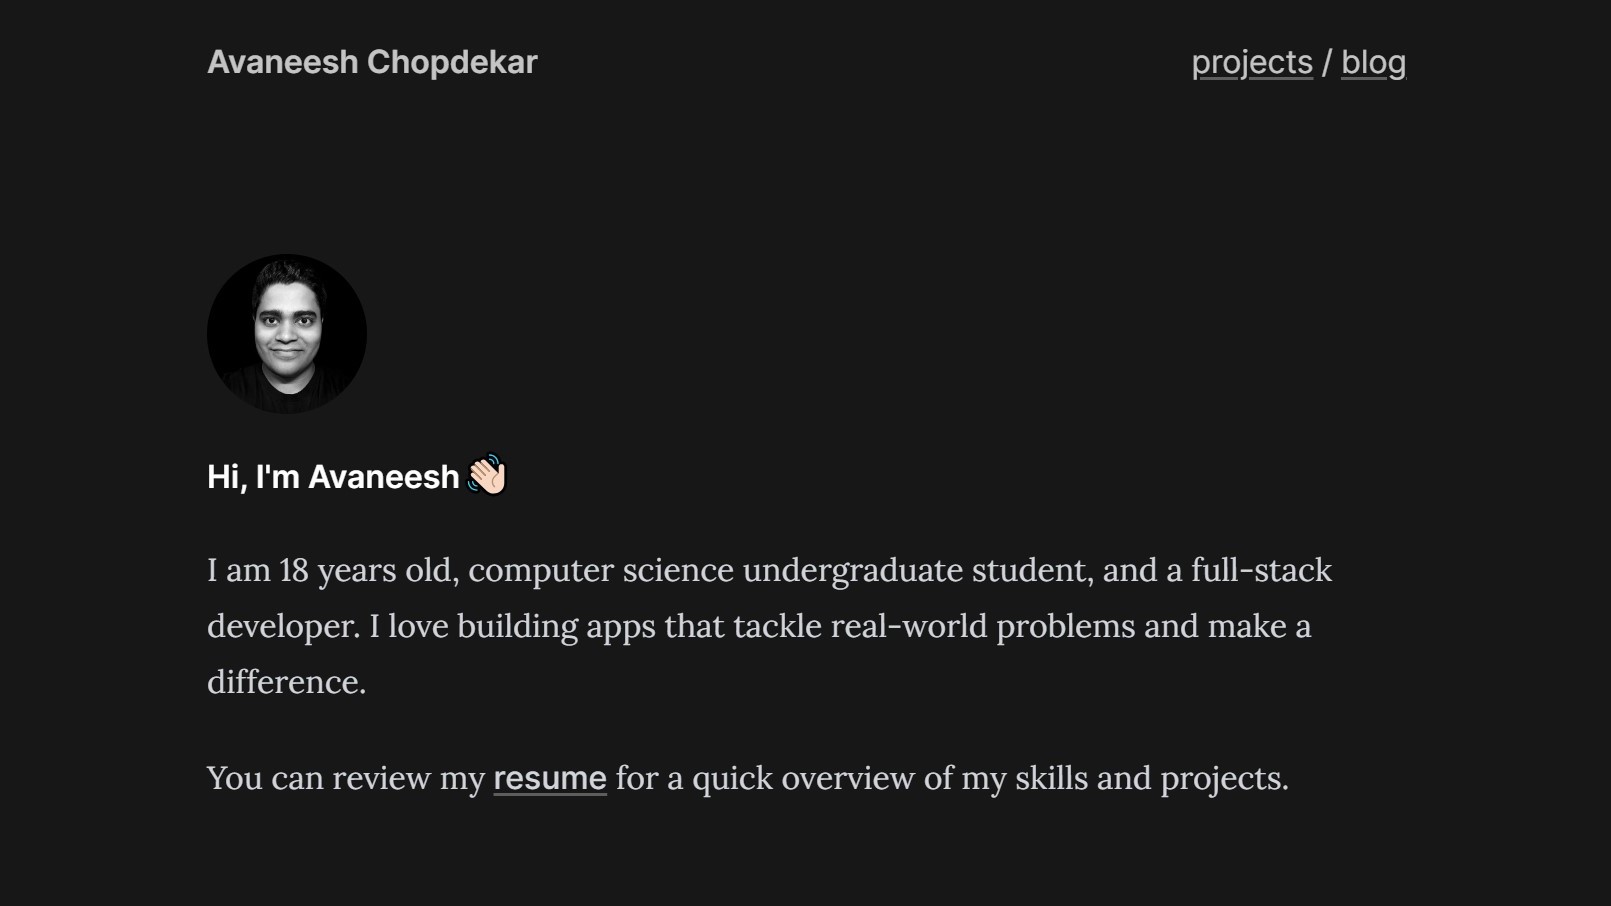 Avaneesh Chopdekar
projects / blog
Hi, I'm Avaneesh 👋🏻
I am 18 years old, computer science undergraduate student, and a full-stack
developer. I love building apps that tackle real-world problems and make a
difference.
You can review my resume for a quick overview of my skills and projects.